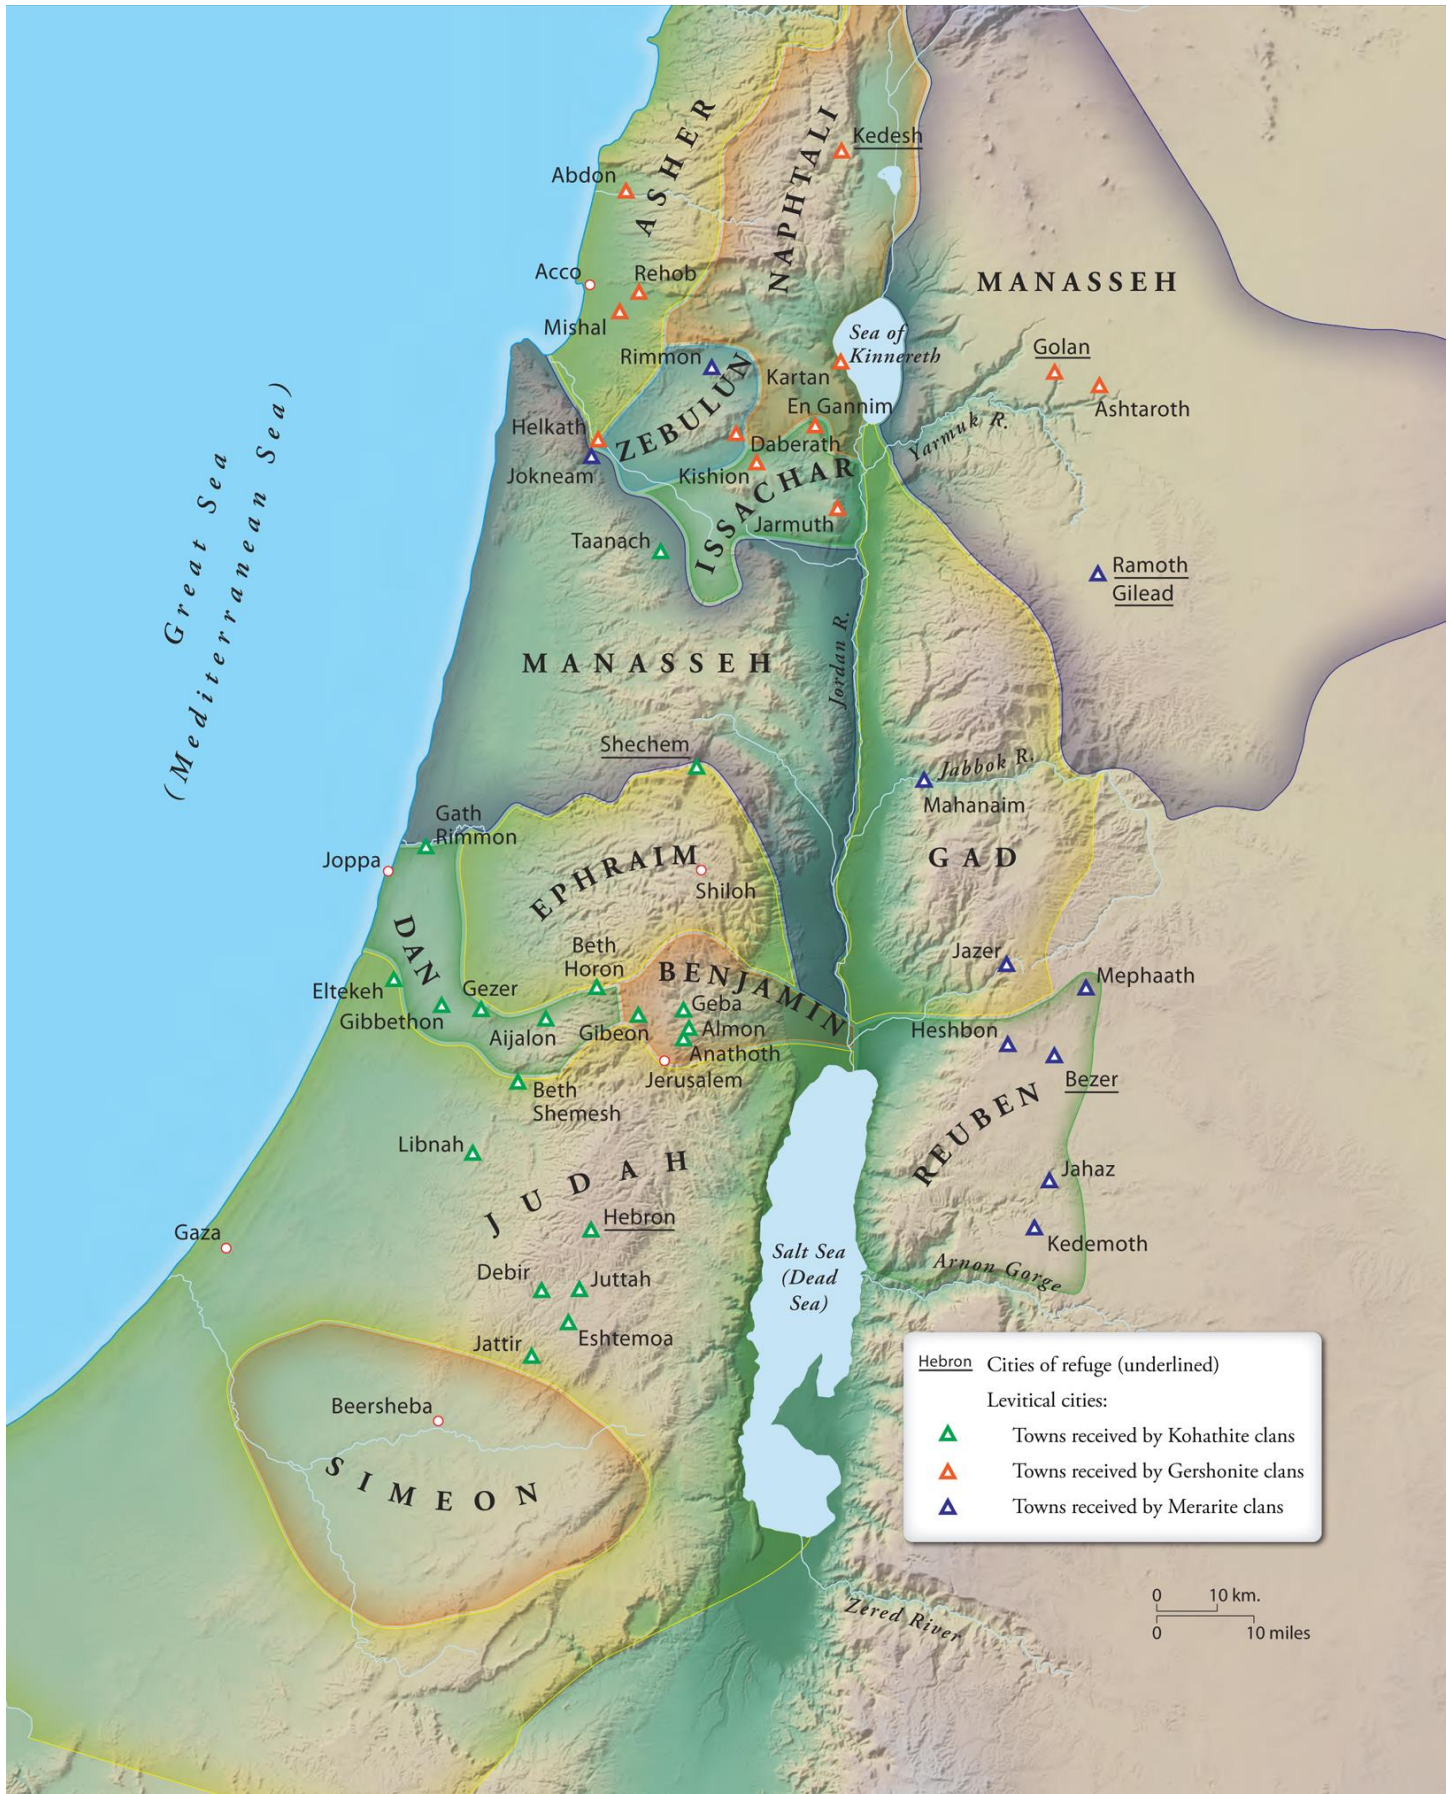 ASHER
NAPHTALI
Kedesh
Abdon
Acco
Rehob
Mishal
MANASSEH
Sea of
Kinnereth
Rimmon
Kartan
Golan
Ashtaroth
En Gannim
Yarmuk R.
Helkath
ZEBULUN
Daberath
Jokneam
Kishion
ISSACHAR
Jarmuth
Taanach
Ramoth
Gilead
Great Sea
(Mediterranean Sea)
MANASSEH
Jordan R.
Shechem
Jabbok R.
Mahanaim
Gath
Rimmon
Joppa
EPHRAIM
Shiloh
GAD
DAN
Beth
Horon
BENJAMIN
Jazer
Mephaath
Eltekeh
Gezer
Gibbethon
Aijalon
Gibeon
Geba
Almon
Anathoth
Jerusalem
Heshbon
Bezer
Beth
Shemesh
REUBEN
Libnah
JUDAH
Jahaz
Hebron
Kedemoth
Gaza
Salt Sea
(Dead
Sea)
Arnon Gorge
Debir
Juttah
Eshtemoa
Jattir
Beersheba
SIMEON
Hebron Cities of refuge (underlined)
Levitical cities:
Towns received by Kohathite clans
Towns received by Gershonite clans
Towns received by Merarite clans
Zered River
0 10 km.
0 10 miles